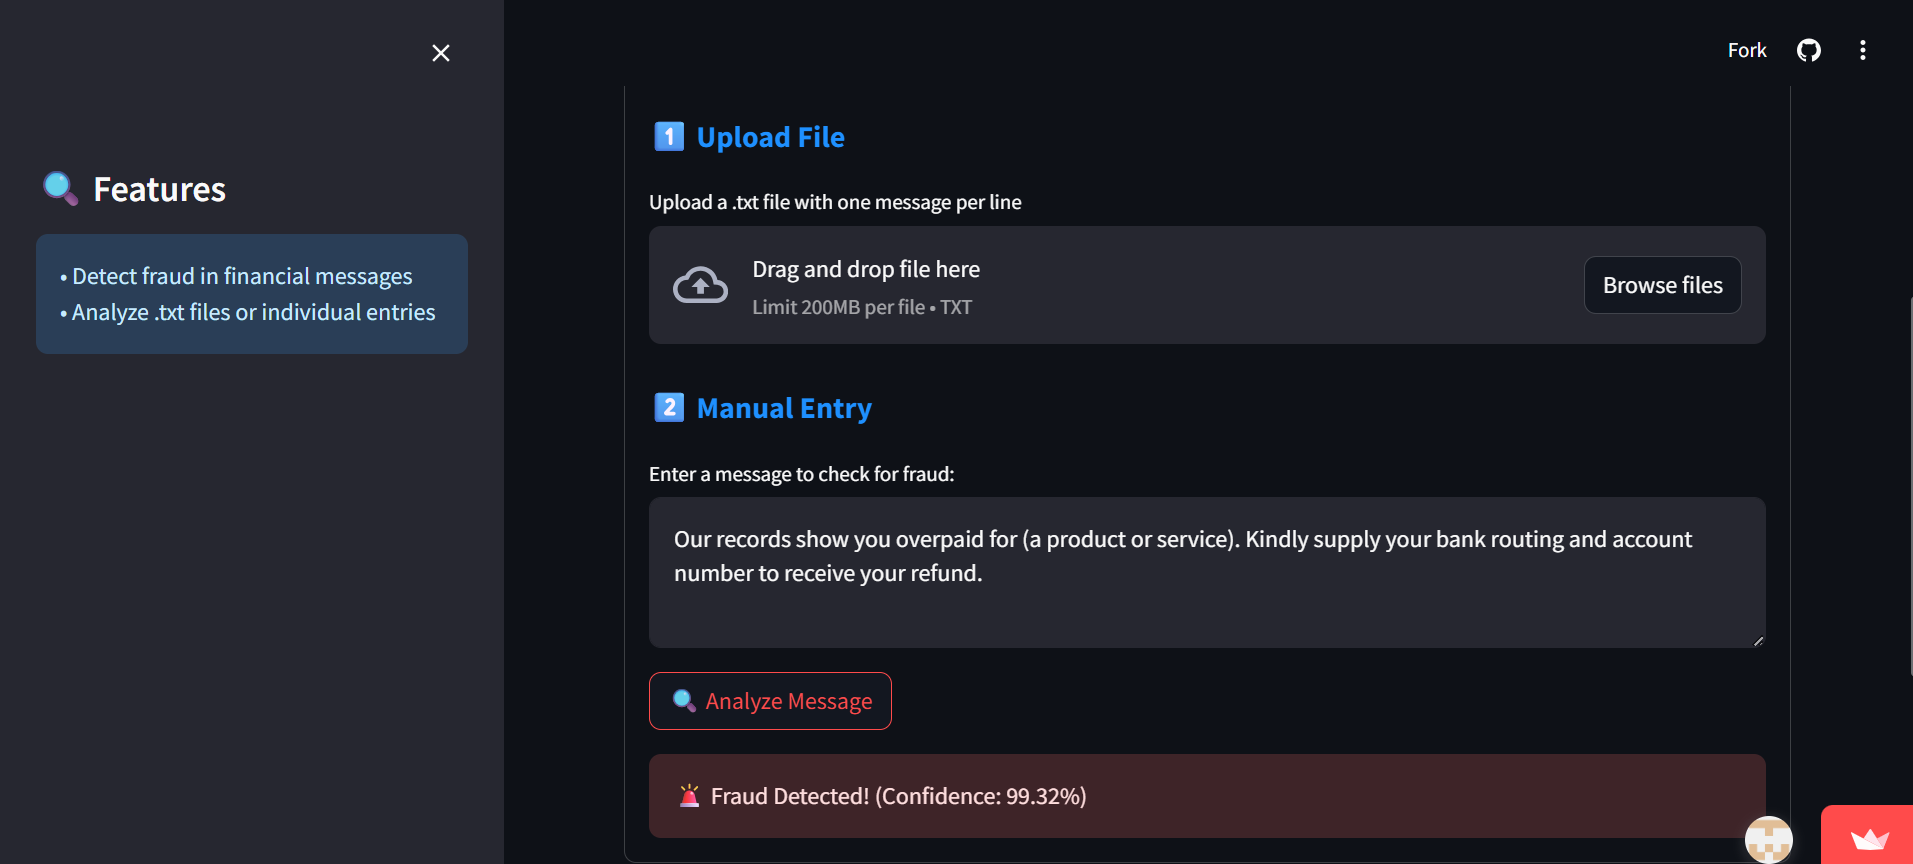 Fork
🔍 Features
• Detect fraud in financial messages
• Analyze .txt files or individual entries
1 Upload File
Upload a .txt file with one message per line
Drag and drop file here
Limit 200MB per file • TXT
Browse files
2 Manual Entry
Enter a message to check for fraud:
Our records show you overpaid for (a product or service). Kindly supply your bank routing and account
number to receive your refund.
🔍 Analyze Message
🚨 Fraud Detected! (Confidence: 99.32%)